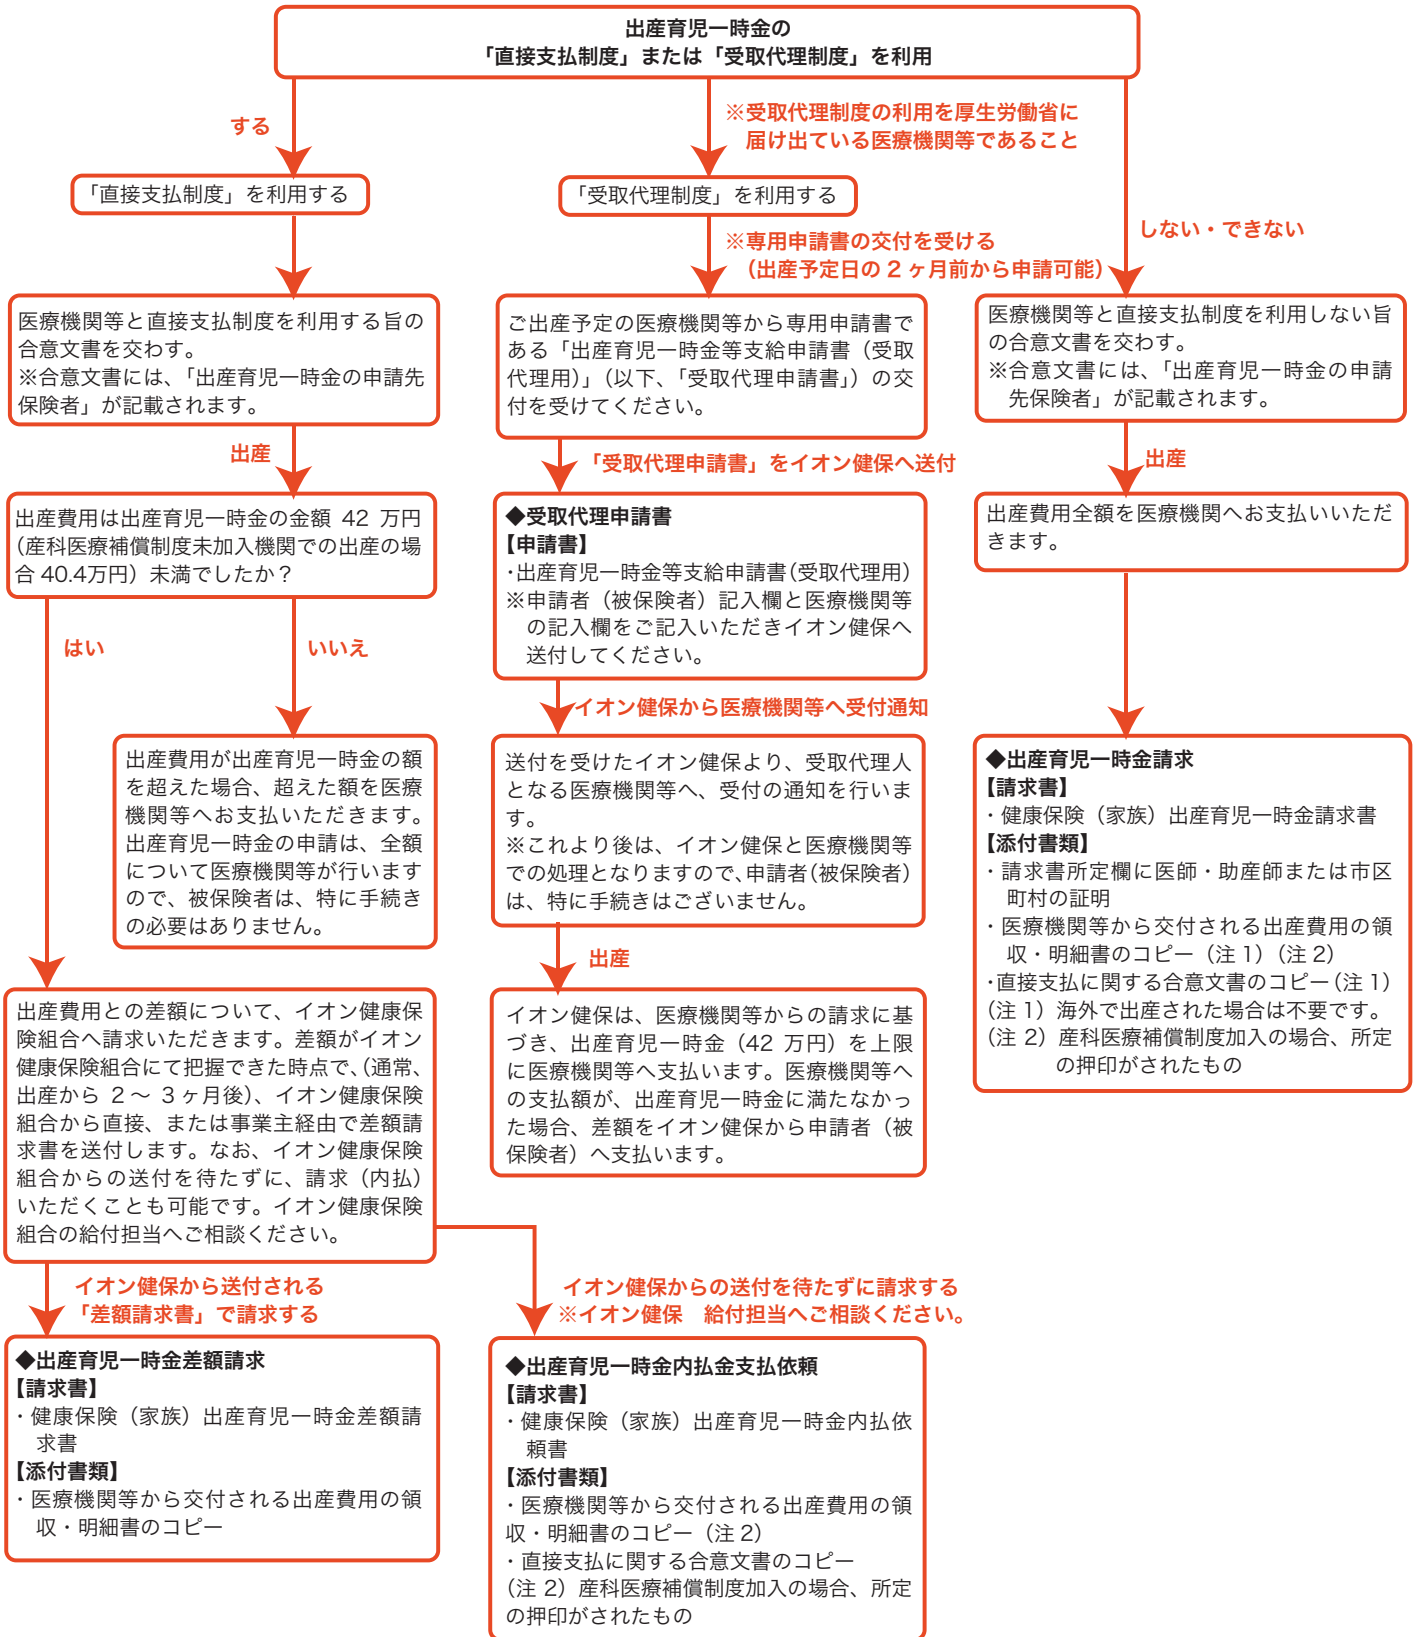 出産育児一時金の
「直接支払制度」または「受取代理制度」を利用
する
※受取代理制度の利用を厚生労働省に
届け出ている医療機関等であること
しない・できない
「直接支払制度」を利用する
「受取代理制度」を利用する
※専用申請書の交付を受ける
（出産予定日の 2 ヶ月前から申請可能）
医療機関等と直接支払制度を利用する旨の
合意文書を交わす。
※合意文書には、「出産育児一時金の申請先
保険者」が記載されます。
出産
出産費用は出産育児一時金の金額 42 万円
（産科医療補償制度未加入機関での出産の場
合 40.4万円）未満でしたか？
はい
いいえ
出産費用が出産育児一時金の額
を超えた場合、超えた額を医療
機関等へお支払いただきます。
出産育児一時金の申請は、全額
について医療機関等が行います
ので、被保険者は、特に手続き
の必要はありません。
出産費用との差額について、イオン健康保
険組合へ請求いただきます。差額がイオン
健康保険組合にて把握できた時点で、（通常、
出産から 2 ～ 3 ヶ月後）、イオン健康保険
組合から直接、または事業主経由で差額請
求書を送付します。なお、イオン健康保険
組合からの送付を待たずに、請求（内払）
いただくことも可能です。イオン健康保険
組合の給付担当へご相談ください。
イオン健保から送付される
「差額請求書」で請求する
◆出産育児一時金差額請求
【請求書】
・健康保険（家族）出産育児一時金差額請
求書
【添付書類】
・医療機関等から交付される出産費用の領
収・明細書のコピー
ご出産予定の医療機関等から専用申請書で
ある「出産育児一時金等支給申請書（受取
代理用）」（以下、「受取代理申請書」）の交
付を受けてください。
「受取代理申請書」をイオン健保へ送付
◆受取代理申請書
【申請書】
・出産育児一時金等支給申請書（受取代理用）
※申請者（被保険者）記入欄と医療機関等
の記入欄をご記入いただきイオン健保へ
送付してください。
イオン健保から医療機関等へ受付通知
送付を受けたイオン健保より、受取代理人
となる医療機関等へ、受付の通知を行いま
す。
※これより後は、イオン健保と医療機関等
での処理となりますので、申請者（被保険者）
は、特に手続きはございません。
出産
イオン健保は、医療機関等からの請求に基
づき、出産育児一時金（42 万円）を上限
に医療機関等へ支払います。医療機関等へ
の支払額が、出産育児一時金に満たなかっ
た場合、差額をイオン健保から申請者（被
保険者）へ支払います。
イオン健保からの送付を待たずに請求する
※イオン健保　給付担当へご相談ください。
◆出産育児一時金内払金支払依頼
【請求書】
・健康保険（家族）出産育児一時金内払依
頼書
【添付書類】
・医療機関等から交付される出産費用の領
収・明細書のコピー（注 2）
・直接支払に関する合意文書のコピー
（注 2）産科医療補償制度加入の場合、所定
の押印がされたもの
医療機関等と直接支払制度を利用しない旨
の合意文書を交わす。
※合意文書には、「出産育児一時金の申請
先保険者」が記載されます。
出産
出産費用全額を医療機関へお支払いいただ
きます。
◆出産育児一時金請求
【請求書】
・健康保険（家族）出産育児一時金請求書
【添付書類】
・請求書所定欄に医師・助産師または市区
町村の証明
・医療機関等から交付される出産費用の領
収・明細書のコピー（注 1）（注 2）
・直接支払に関する合意文書のコピー（注 1）
（注 1）海外で出産された場合は不要です。
（注 2）産科医療補償制度加入の場合、所定
の押印がされたもの